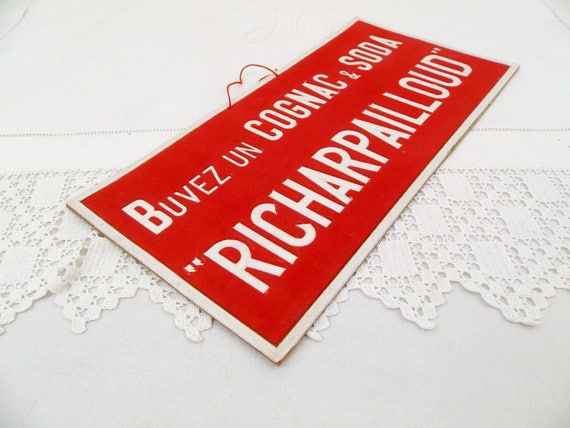 BUVEZ UN COGNAC & SODA
"RICHARPAILLOUD"